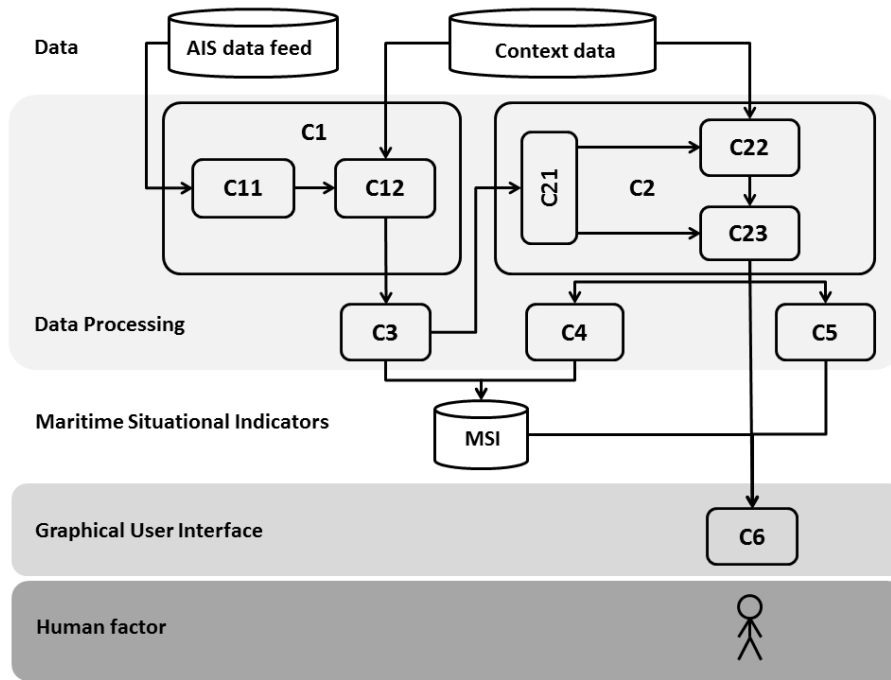 Data
AIS data feed
Context data
C1
C11
C12
C21
C2
C22
C23
Data Processing
C3
C4
C5
Maritime Situational Indicators
MSI
Graphical User Interface
C6
Human factor